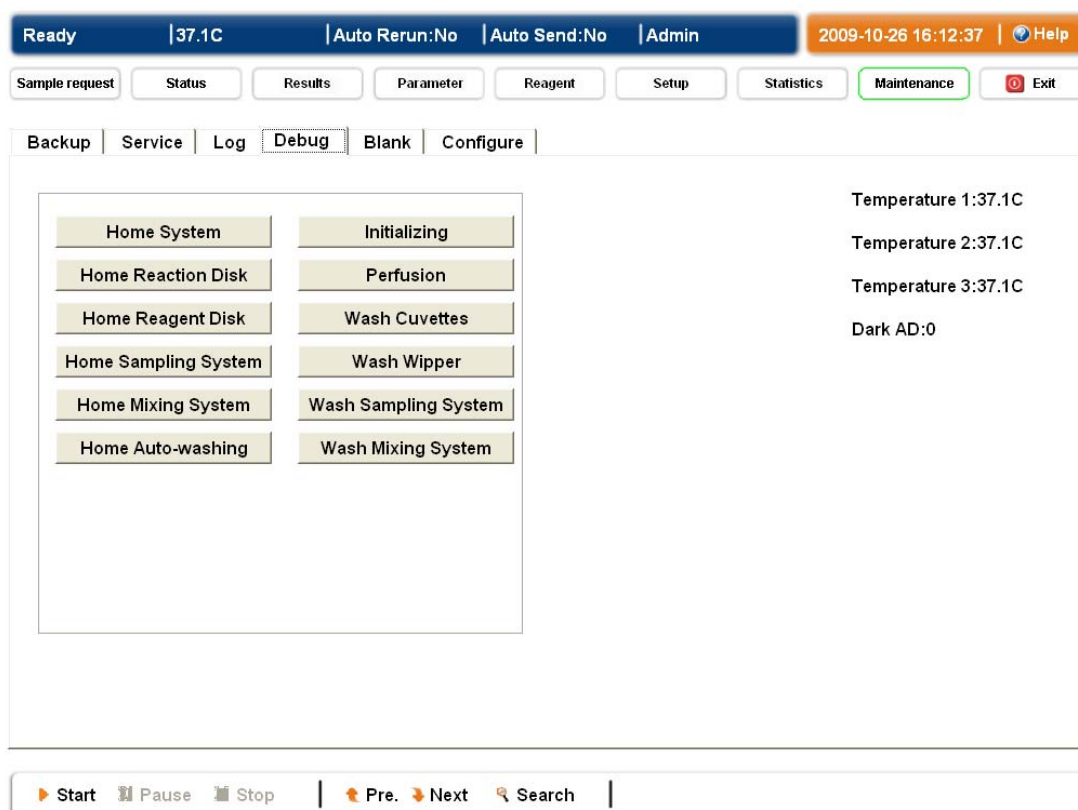 Ready |37.1C |Auto Rerun:No |Auto Send:No |Admin 2009-10-26 16:12:37 | Help
Sample request Status Results Parameter Reagent Setup Statistics Maintenance Exit
Backup Service Log Debug Blank Configure
Home System Initializing
Home Reaction Disk Perfusion
Home Reagent Disk Wash Cuvettes
Home Sampling System Wash Wipper
Home Mixing System Wash Sampling System
Home Auto-washing Wash Mixing System
Temperature 1:37.1C
Temperature 2:37.1C
Temperature 3:37.1C
Dark AD:0
Start Pause Stop Pre. Next Search